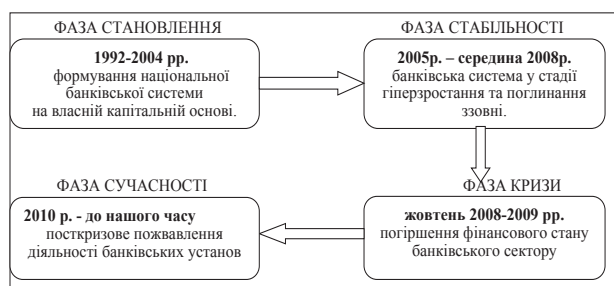 ФАЗА СТАНОВЛЕННЯ
1992-2004 рр.
формування національної
банківської системи
на власній капітальній основі.
ФАЗА СТАБІЛЬНОСТІ
2005р. – середина 2008р.
банківська система у стадії
гіперзростання та поглинання
ззовні.
ФАЗА СУЧАСНОСТІ
2010 р. - до нашого часу
посткризове пожвавлення
діяльності банківських установ
ФАЗА КРИЗИ
жовтень 2008-2009 рр.
погіршення фінансового стану
банківського сектору